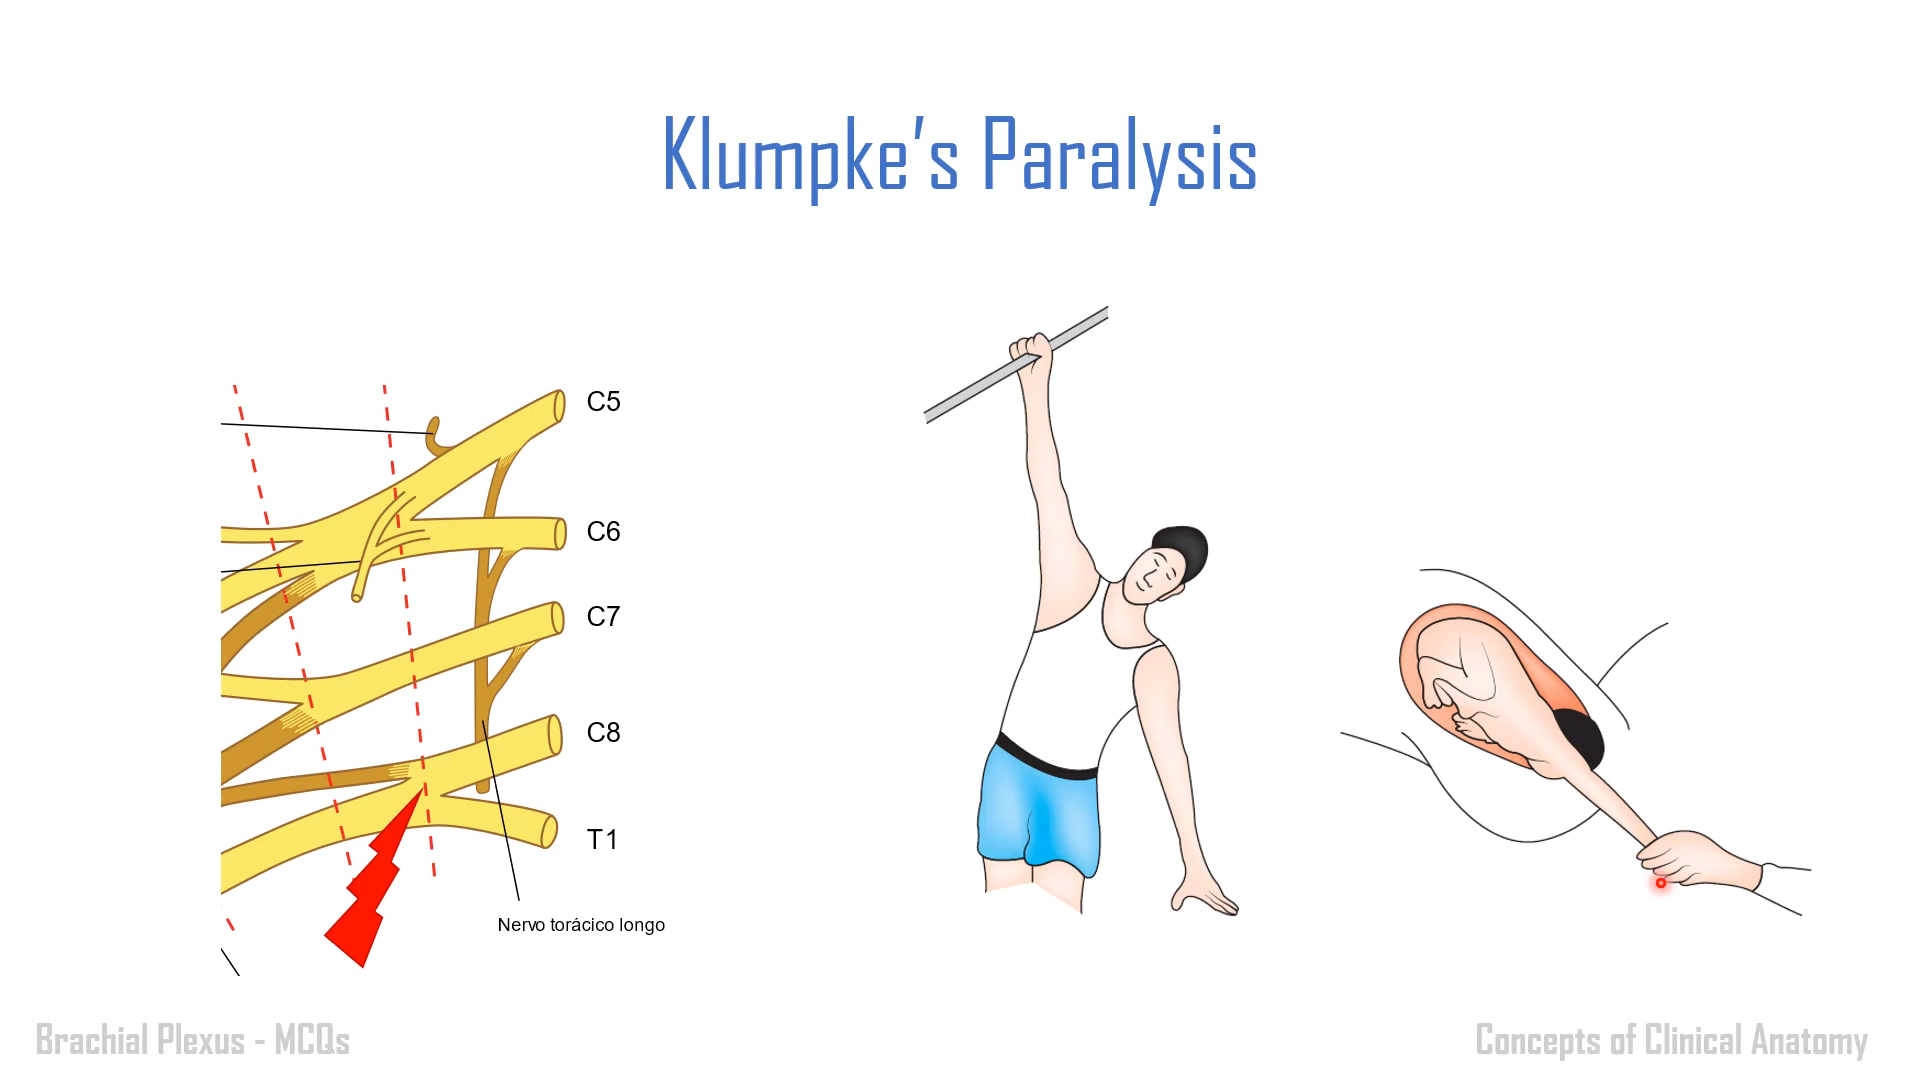 Klumpke's Paralysis
C5
C6
C7
C8
T1
Nervo torácico longo
Brachial Plexus - MCQs
Concepts of Clinical Anatomy